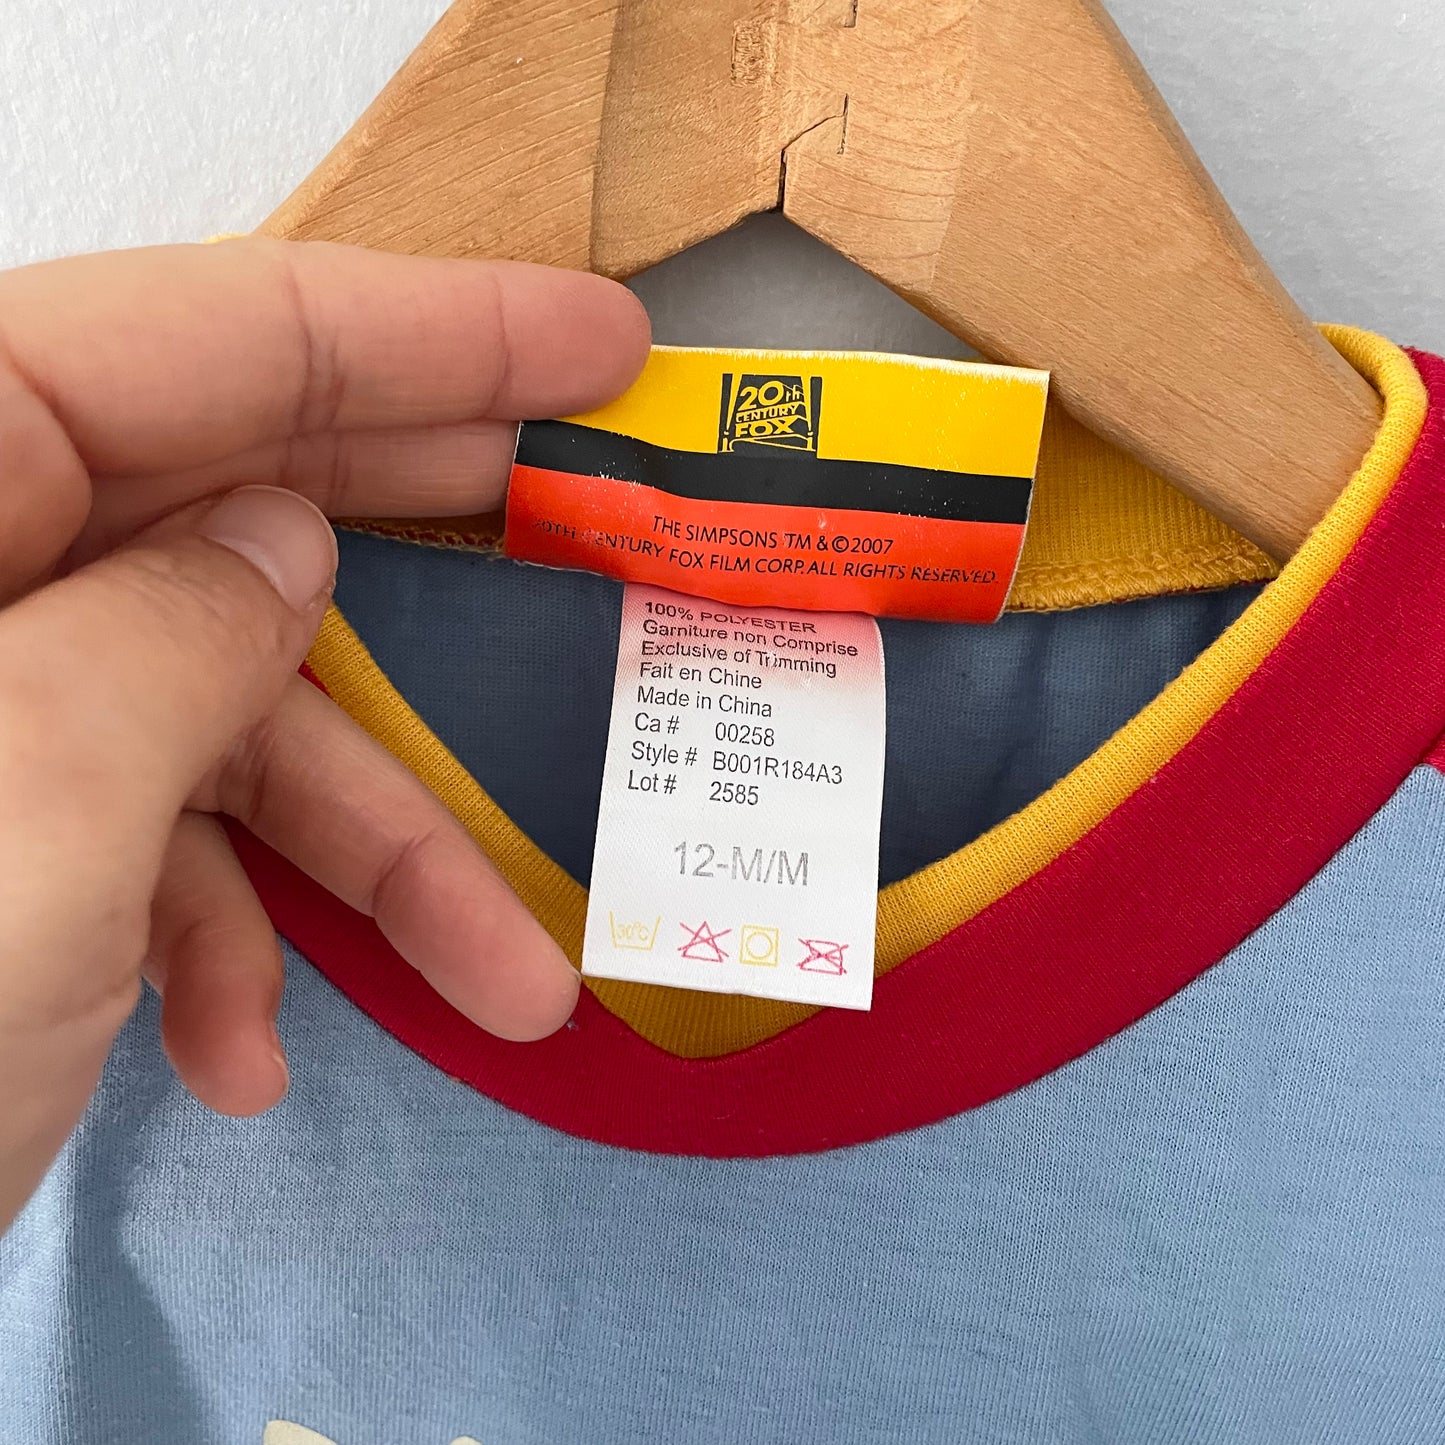 20th
CENTURY
FOX
THE SIMPSONS TM & © 2007
20TH CENTURY FOX FILM CORP. ALL RIGHTS RESERVED.
100% POLYESTER
Garniture non Comprise
Exclusive of Trimming
Fait en Chine
Made in China
Ca # 00258
Style # B001R184A3
Lot # 2585
12-M/M
30°C